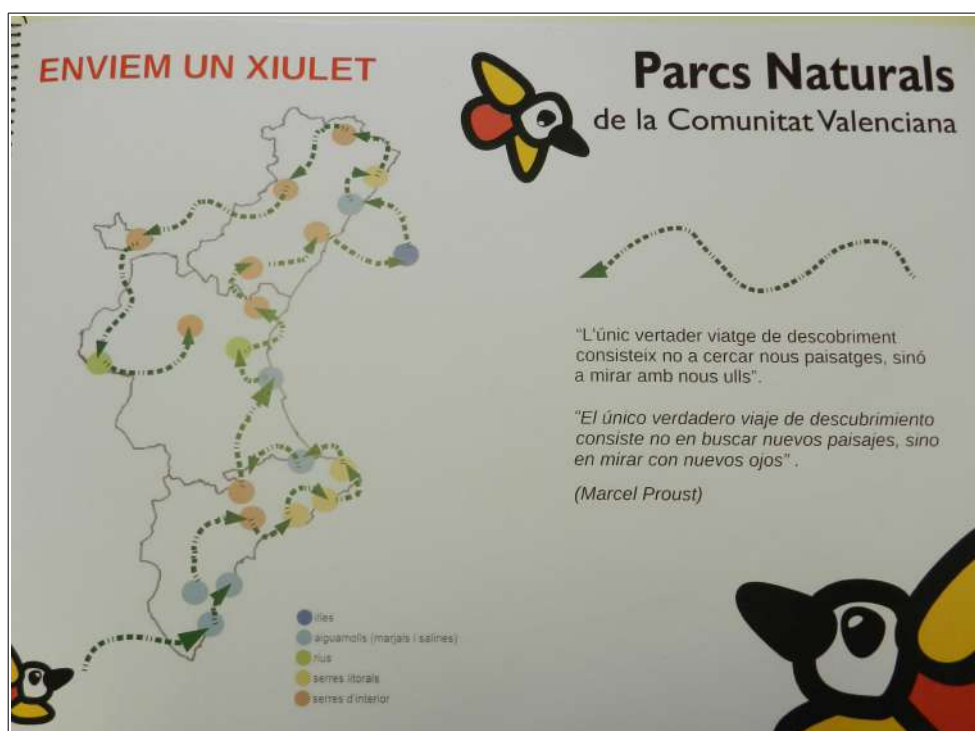 ENVIEM UN XIULET
Parcs Naturals
de la Comunitat Valenciana
"L'únic vertader viatge de descobriment
consisteix no a cercar nous paisatges, sinó
a mirar amb nous ulls".
"El único verdadero viaje de descubrimiento
consiste no en buscar nuevos paisajes, sino
en mirar con nuevos ojos" .
(Marcel Proust)
illes
aiguamolls (marjals i salines)
rius
serres litorals
serres d'interior